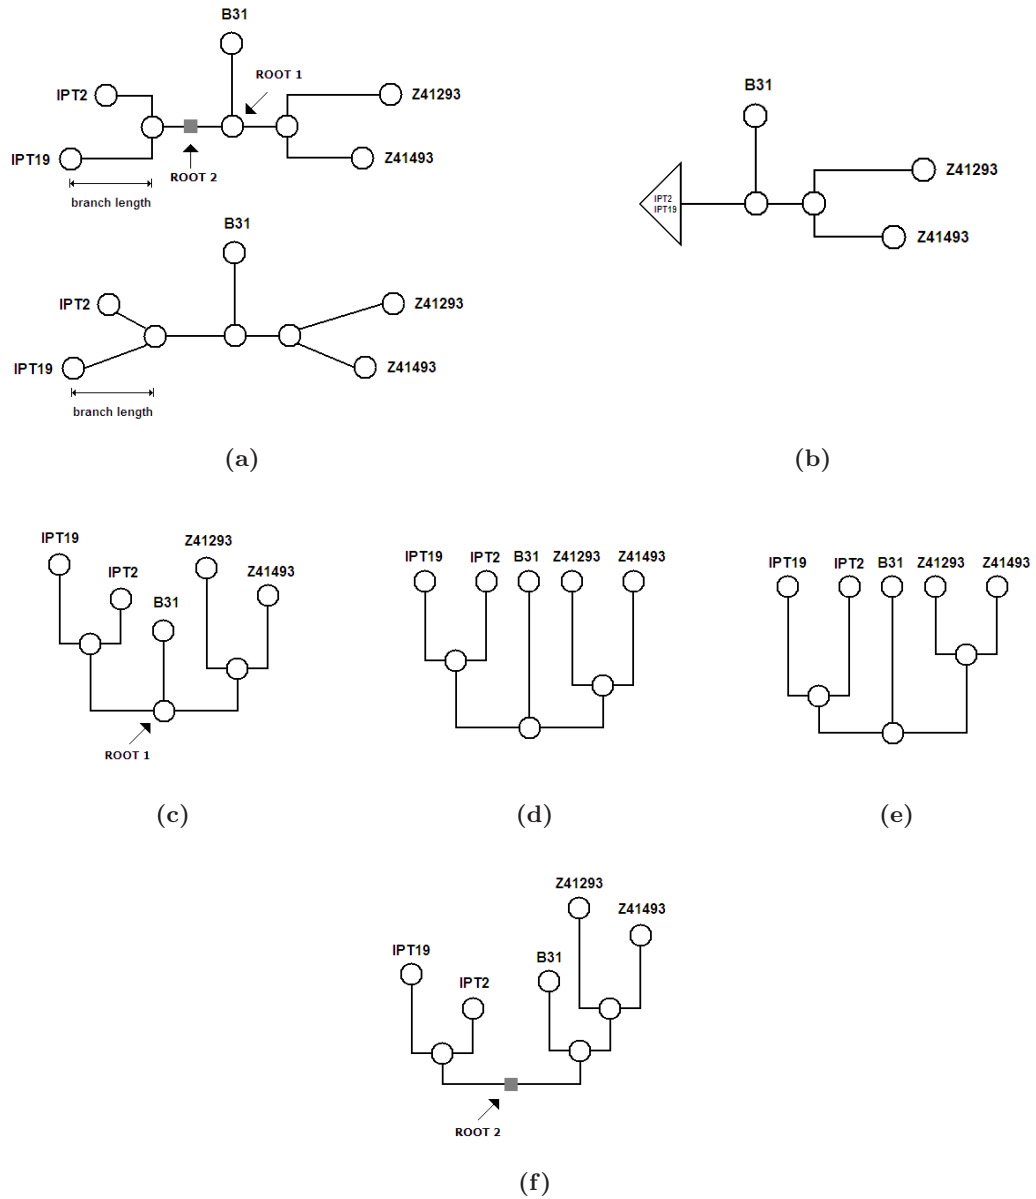 B31
ROOT 1
IPT2
Z41293
IPT19
ROOT 2
Z41493
branch length
B31
IPT2
Z41293
IPT19
Z41493
branch length
(a)
B31
Z41293
IPT2
IPT19
Z41493
(b)
IPT19
Z41293
IPT2
Z41493
B31
ROOT 1
(c)
IPT19
IPT2
B31
Z41293
Z41493
(d)
IPT19
IPT2
B31
Z41293
Z41493
(e)
Z41293
Z41493
IPT19
B31
IPT2
ROOT 2
(f)